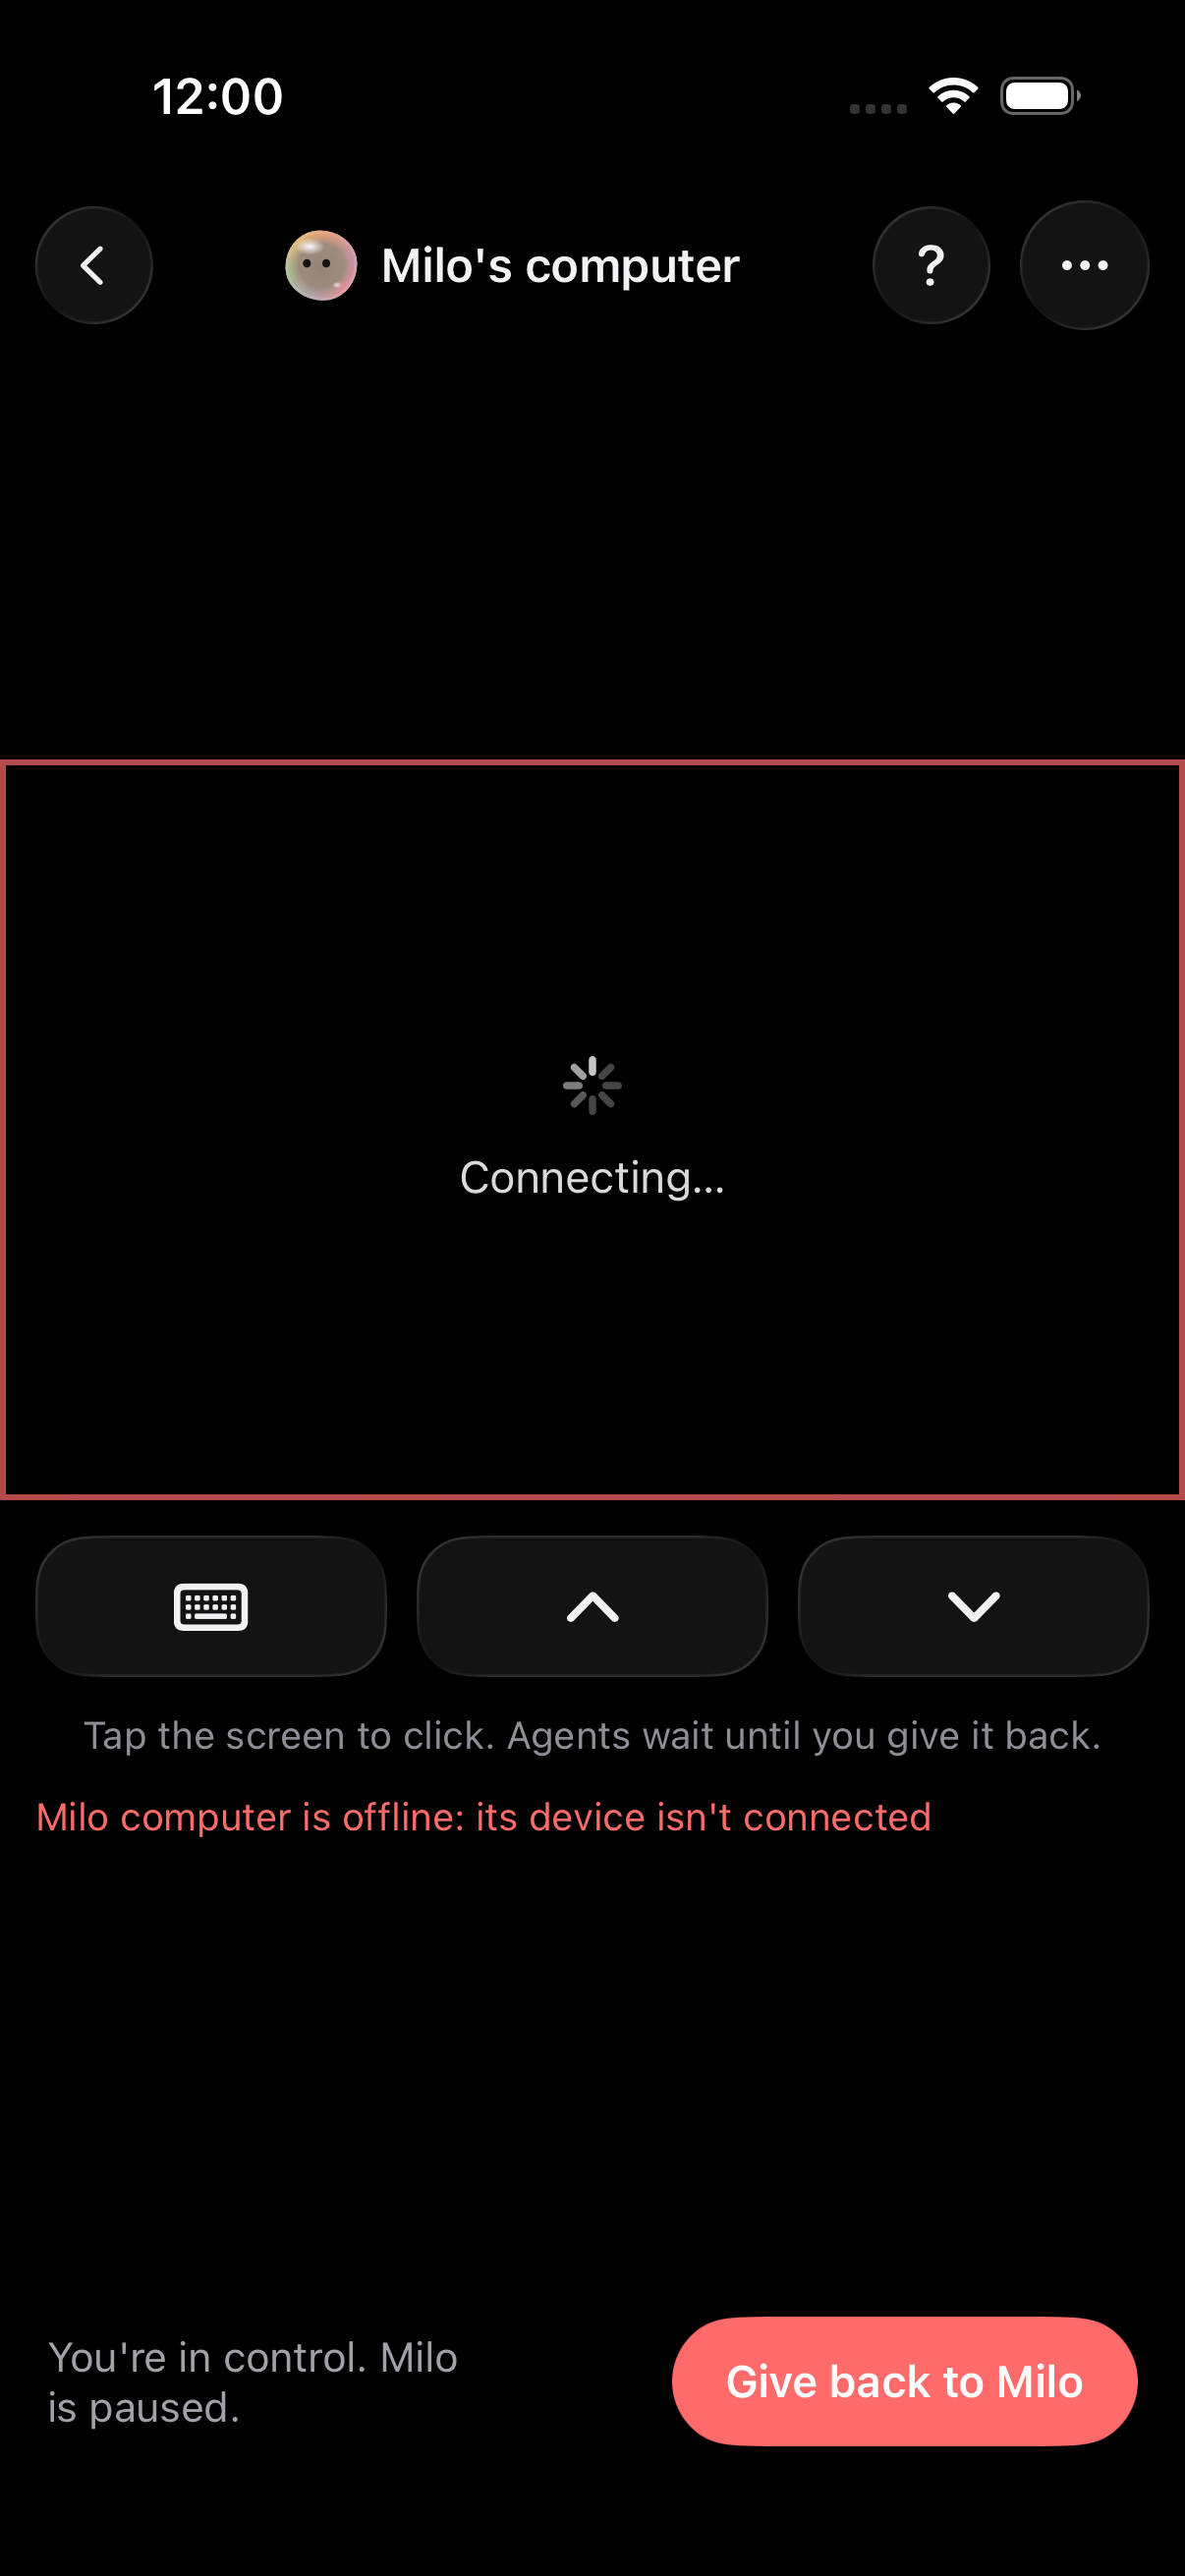 12:00
Milo's computer
?
Connecting...
Tap the screen to click. Agents wait until you give it back.
Milo computer is offline: its device isn't connected
You're in control. Milo
is paused.
Give back to Milo